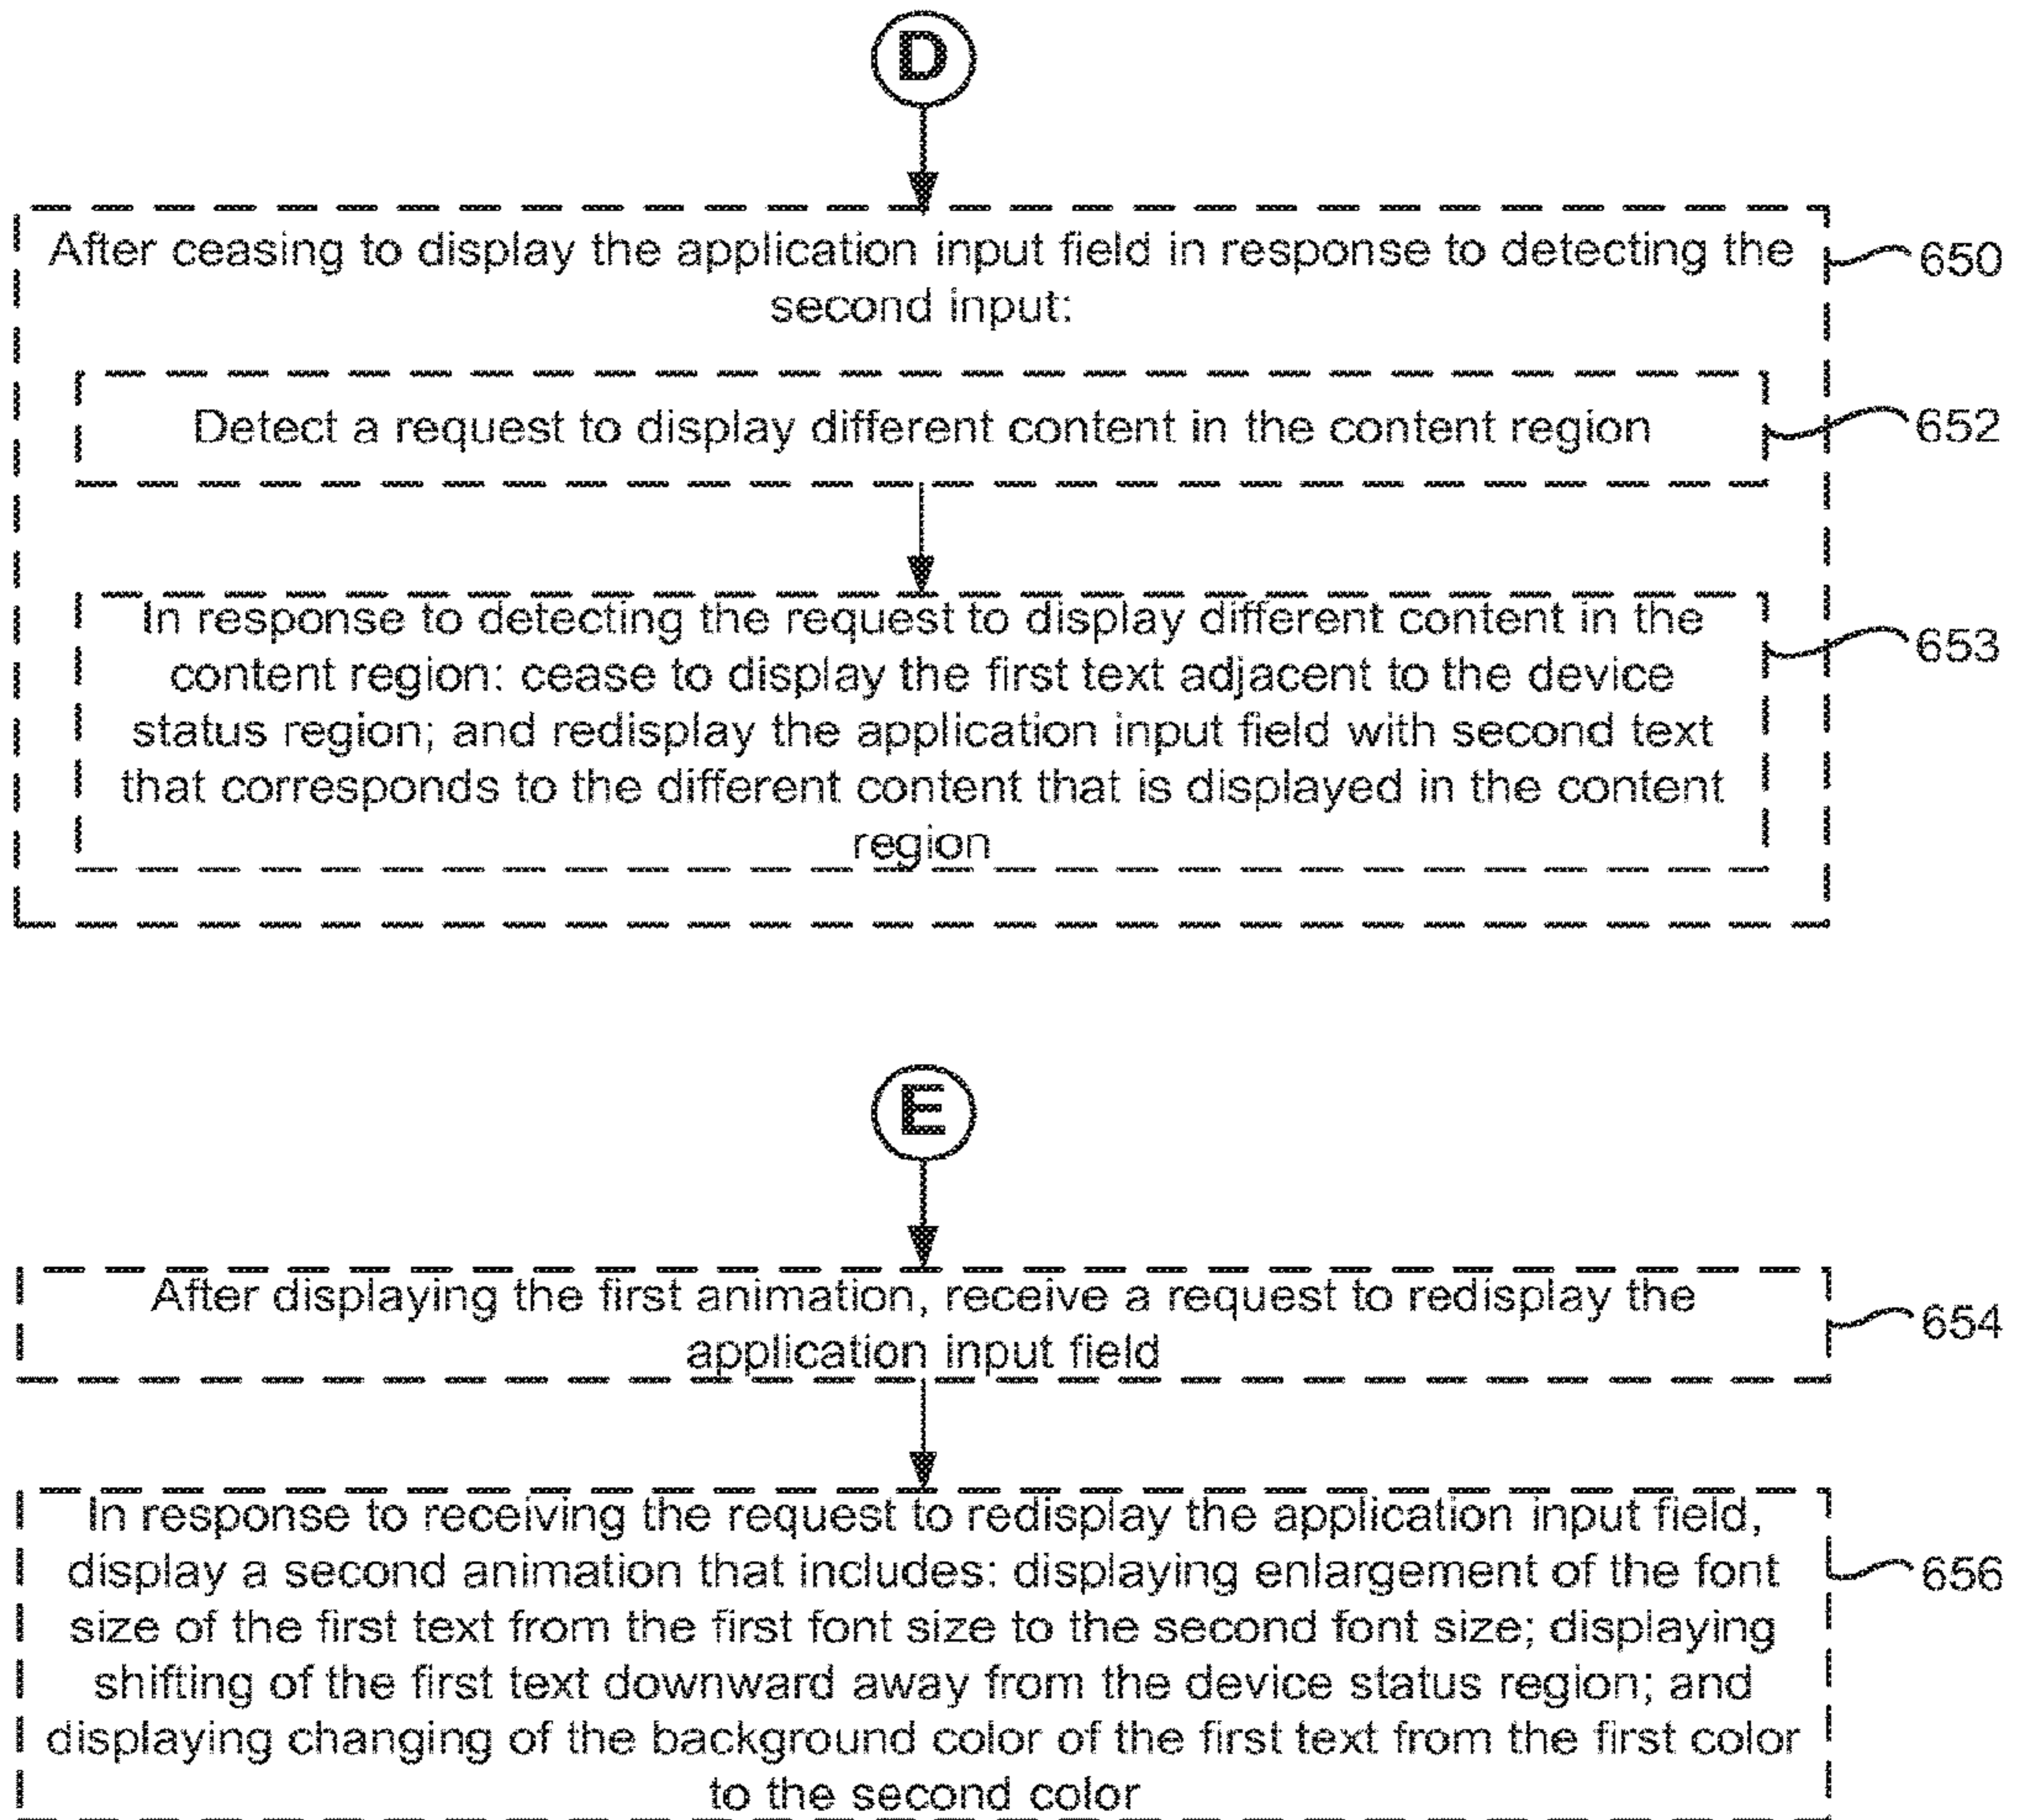 D
After ceasing to display the application input field in response to detecting the
second input:
650
Detect a request to display different content in the content region
652
In response to detecting the request to display different content in the
content region: cease to display the first text adjacent to the device
status region; and redisplay the application input field with second text
that corresponds to the different content that is displayed in the content
region
653
E
After displaying the first animation, receive a request to redisplay the
application input field
654
In response to receiving the request to redisplay the application input field,
display a second animation that includes: displaying enlargement of the font
size of the first text from the first font size to the second font size; displaying
shifting of the first text downward away from the device status region; and
displaying changing of the background color of the first text from the first color
to the second color
656